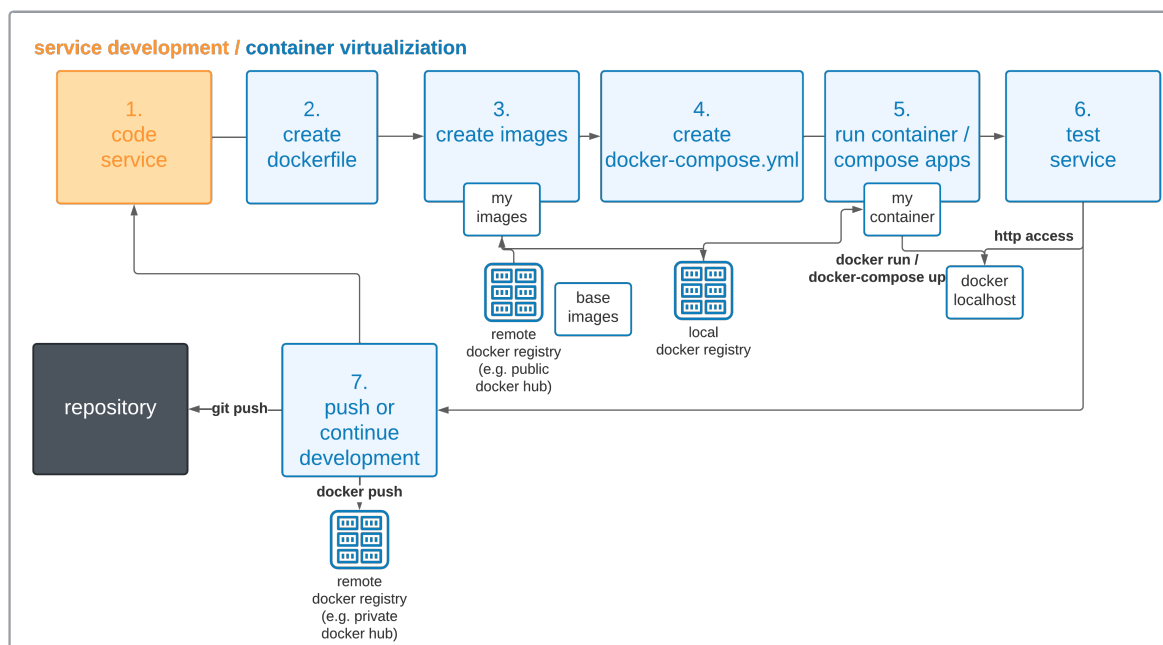 service development / container virtualiziation
1.
code
service
2.
create
dockerfile
3.
create images
4.
create
docker-compose.yml
5.
run container /
compose apps
6.
test
service
my
images
my
container
http access
docker run /
docker-compose up
docker
localhost
base
images
remote
docker registry
(e.g. public
docker hub)
local
docker registry
repository
git push
7.
push or
continue
development
docker push
remote
docker registry
(e.g. private
docker hub)